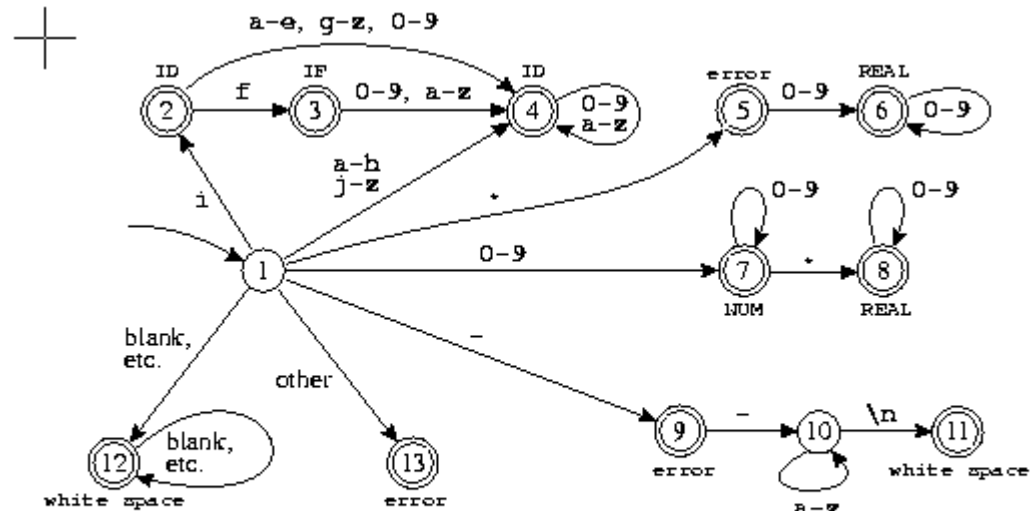 a-e, g-z, 0-9
ID IF ID error REAL
2 f 3 0-9, a-z 4 0-9 a-z 5 0-9 6 0-9
a-h
j-z
i .
0-9 0-9
1 0-9 7 . 8
NUM REAL
blank,
etc.
other
-
9 - 10 \n 11
error white space
a-z
12 blank,
etc.
13
white space error